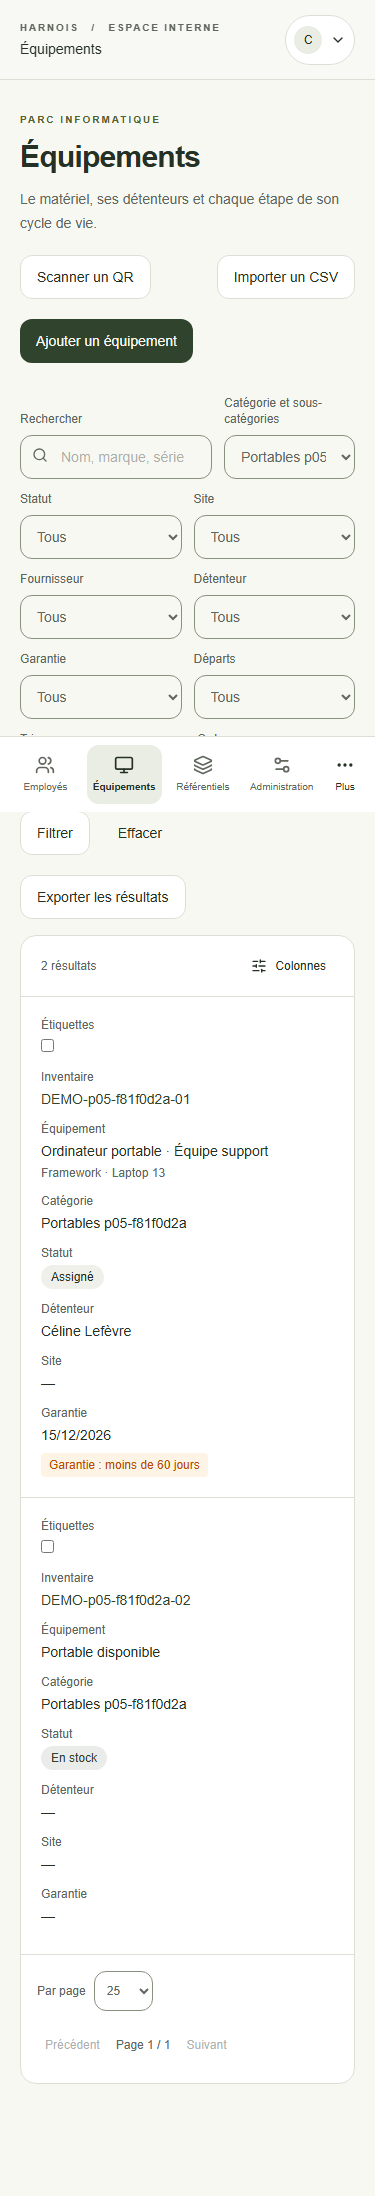 HARNOIS / ESPACE INTERNE
Équipements
C
PARC INFORMATIQUE
Équipements
Le matériel, ses détenteurs et chaque étape de son
cycle de vie.
Scanner un QR
Importer un CSV
Ajouter un équipement
Rechercher
Catégorie et sous-
catégories
Nom, marque, série
Portables p05
Statut
Site
Tous
Tous
Fournisseur
Détenteur
Tous
Tous
Garantie
Départs
Tous
Tous
Employés
Équipements
Référentiels
Administration
Plus
Filtrer
Effacer
Exporter les résultats
2 résultats
Colonnes
Étiquettes
Inventaire
DEMO-p05-f81f0d2a-01
Équipement
Ordinateur portable · Équipe support
Framework · Laptop 13
Catégorie
Portables p05-f81f0d2a
Statut
Assigné
Détenteur
Céline Lefèvre
Site
—
Garantie
15/12/2026
Garantie : moins de 60 jours
Étiquettes
Inventaire
DEMO-p05-f81f0d2a-02
Équipement
Portable disponible
Catégorie
Portables p05-f81f0d2a
Statut
En stock
Détenteur
—
Site
—
Garantie
—
Par page
25
Précédent
Page 1 / 1
Suivant